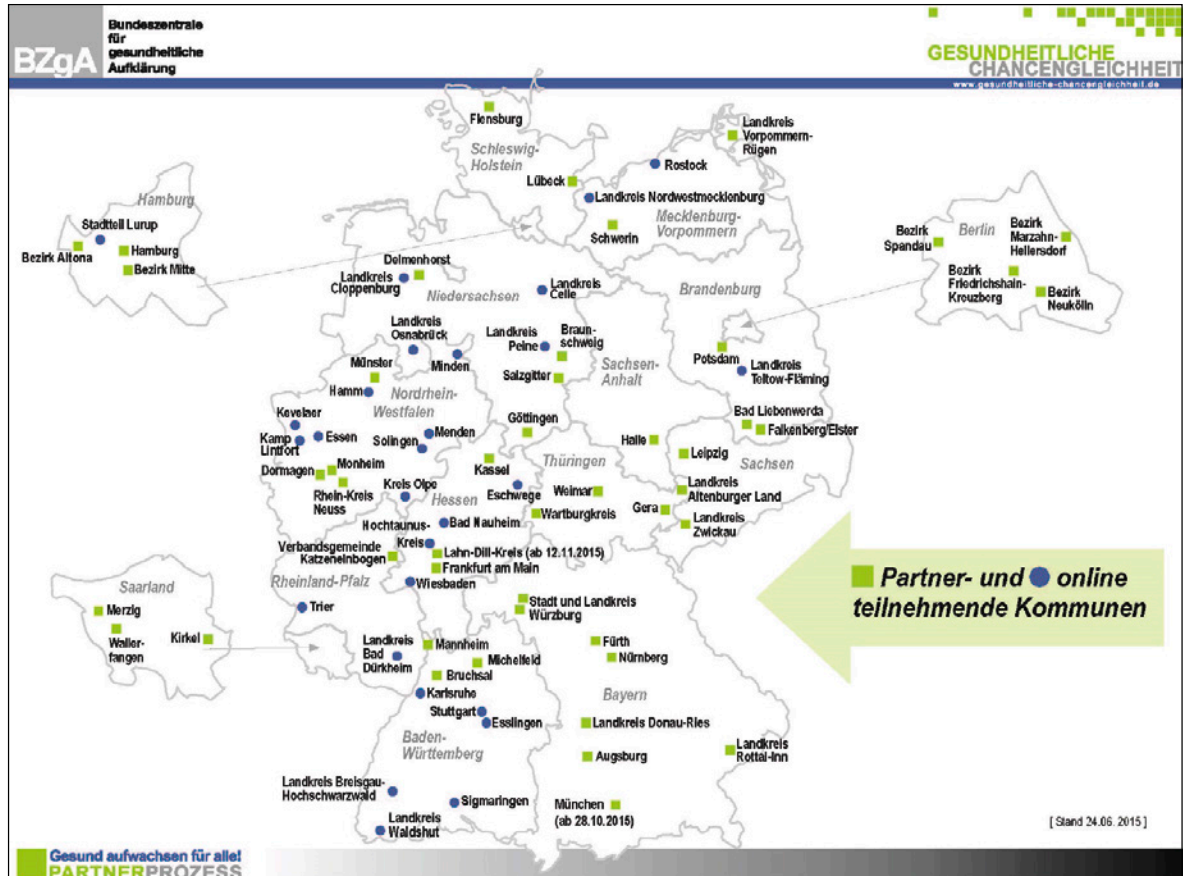 BZgA
Bundeszentrale
für
gesundheitliche
Aufklärung
GESUNDHEITLICHE
CHANCENGLEICHHEIT
www.gesundheitliche-chancengleichheit.de
Flensburg
Schleswig-
Holstein
Lübeck
Landkreis
Vorpommern-
Rügen
Rostock
Landkreis Nordwestmecklenburg
Mecklenburg-
Vorpommern
Schwerin
Hamburg
Stadtteil Lurup
Hamburg
Bezirk Altona
Bezirk Mitte
Berlin
Bezirk
Spandau
Bezirk
Marzahn-
Hellersdorf
Bezirk
Friedrichshain-
Kreuzberg
Bezirk
Neukölln
Delmenhorst
Landkreis
Cloppenburg
Niedersachsen
Landkreis
Celle
Brandenburg
Landkreis
Osnabrück
Minden
Landkreis
Peine
Braun-
schweig
Salzgitter
Göttingen
Sachsen-
Anhalt
Halle
Potsdam
Landkreis
Teltow-Fläming
Bad Liebenwerda
Falkenberg/Elster
Münster
Hamm
Nordrhein-
Westfalen
Kevelaer
Kamp
Lintfort
Essen
Menden
Solingen
Dormagen
Monheim
Rhein-Kreis
Neuss
Kreis Olpe
Kassel
Eschwege
Hessen
Thüringen
Weimar
Wartburgkreis
Gera
Leipzig
Sachsen
Landkreis
Altenburger Land
Landkreis
Zwickau
Hochtaunus-
Kreis
Bad Nauheim
Verbandsgemeinde
Katzeneinbogen
Lahn-Dill-Kreis (ab 12.11.2015)
Frankfurt am Main
Wiesbaden
Rheinland-Pfalz
Trier
Saarland
Merzig
Waller-
fangen
Kirkel
Landkreis
Bad
Dürkheim
Mannheim
Michelfeld
Bruchsal
Karlsruhe
Stuttgart
Esslingen
Baden-
Württemberg
Landkreis Breisgau-
Hochschwarzwald
Landkreis
Waldshut
Sigmaringen
Stadt und Landkreis
Würzburg
Fürth
Nürnberg
Bayern
Landkreis Donau-Ries
Augsburg
Landkreis
Rottal-Inn
München
(ab 28.10.2015)
Partner- und online
teilnehmende Kommunen
[ Stand 24.06. 2015 ]
Gesund aufwachsen für alle!
PARTNERPROZESS